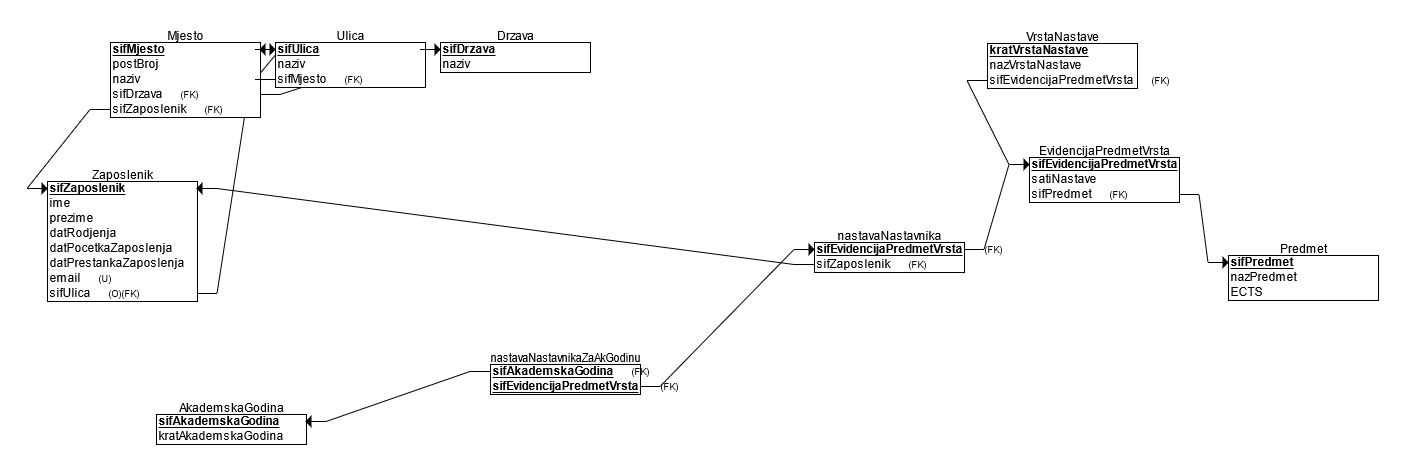 Mjesto
sifMjesto
postBroj
naziv
sifDrzava (FK)
sifZaposlenik (FK)
Ulica
sifUlica
naziv
sifMjesto (FK)
Drzava
sifDrzava
naziv
VrstaNastave
kratVrstaNastave
nazVrstaNastave
sifEvidencijaPredmetVrsta (FK)
EvidencijaPredmetVrsta
sifEvidencijaPredmetVrsta
satiNastave
sifPredmet (FK)
Zaposlenik
sifZaposlenik
ime
prezime
datRodjenja
datPocetkaZaposlenja
datPrestankaZaposlenja
email (U)
sifUlica (O)(FK)
nastavaNastavnika
sifEvidencijaPredmetVrsta (FK)
sifZaposlenik (FK)
Predmet
sifPredmet
nazPredmet
ECTS
nastavaNastavnikaZaAkGodinu
sifAkademskaGodina (FK)
sifEvidencijaPredmetVrsta (FK)
AkademskaGodina
sifAkademskaGodina
kratAkademskaGodina